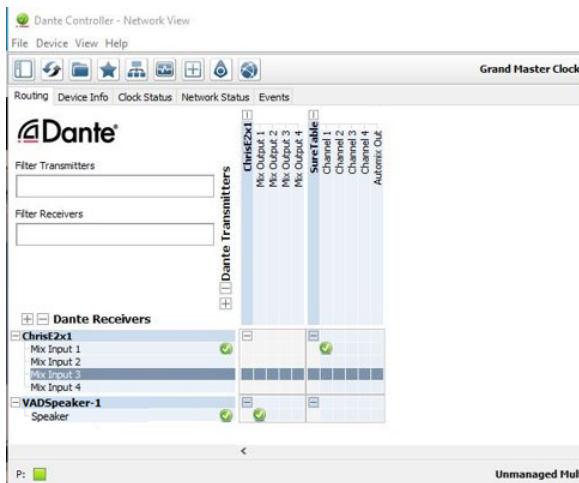 Dante Controller - Network View
File Device View Help
Grand Master Clock
Routing Device Info Clock Status Network Status Events
Dante®
Filter Transmitters
Filter Receivers
Dante Transmitters
ChrisE2x1
Mix Output 1
Mix Output 2
Mix Output 3
Mix Output 4
SureTable
Channel 1
Channel 2
Channel 3
Channel 4
Automix Out
Dante Receivers
ChrisE2x1
Mix Input 1
Mix Input 2
Mix Input 3
Mix Input 4
VADSpeaker-1
Speaker
P:
Unmanaged Mul